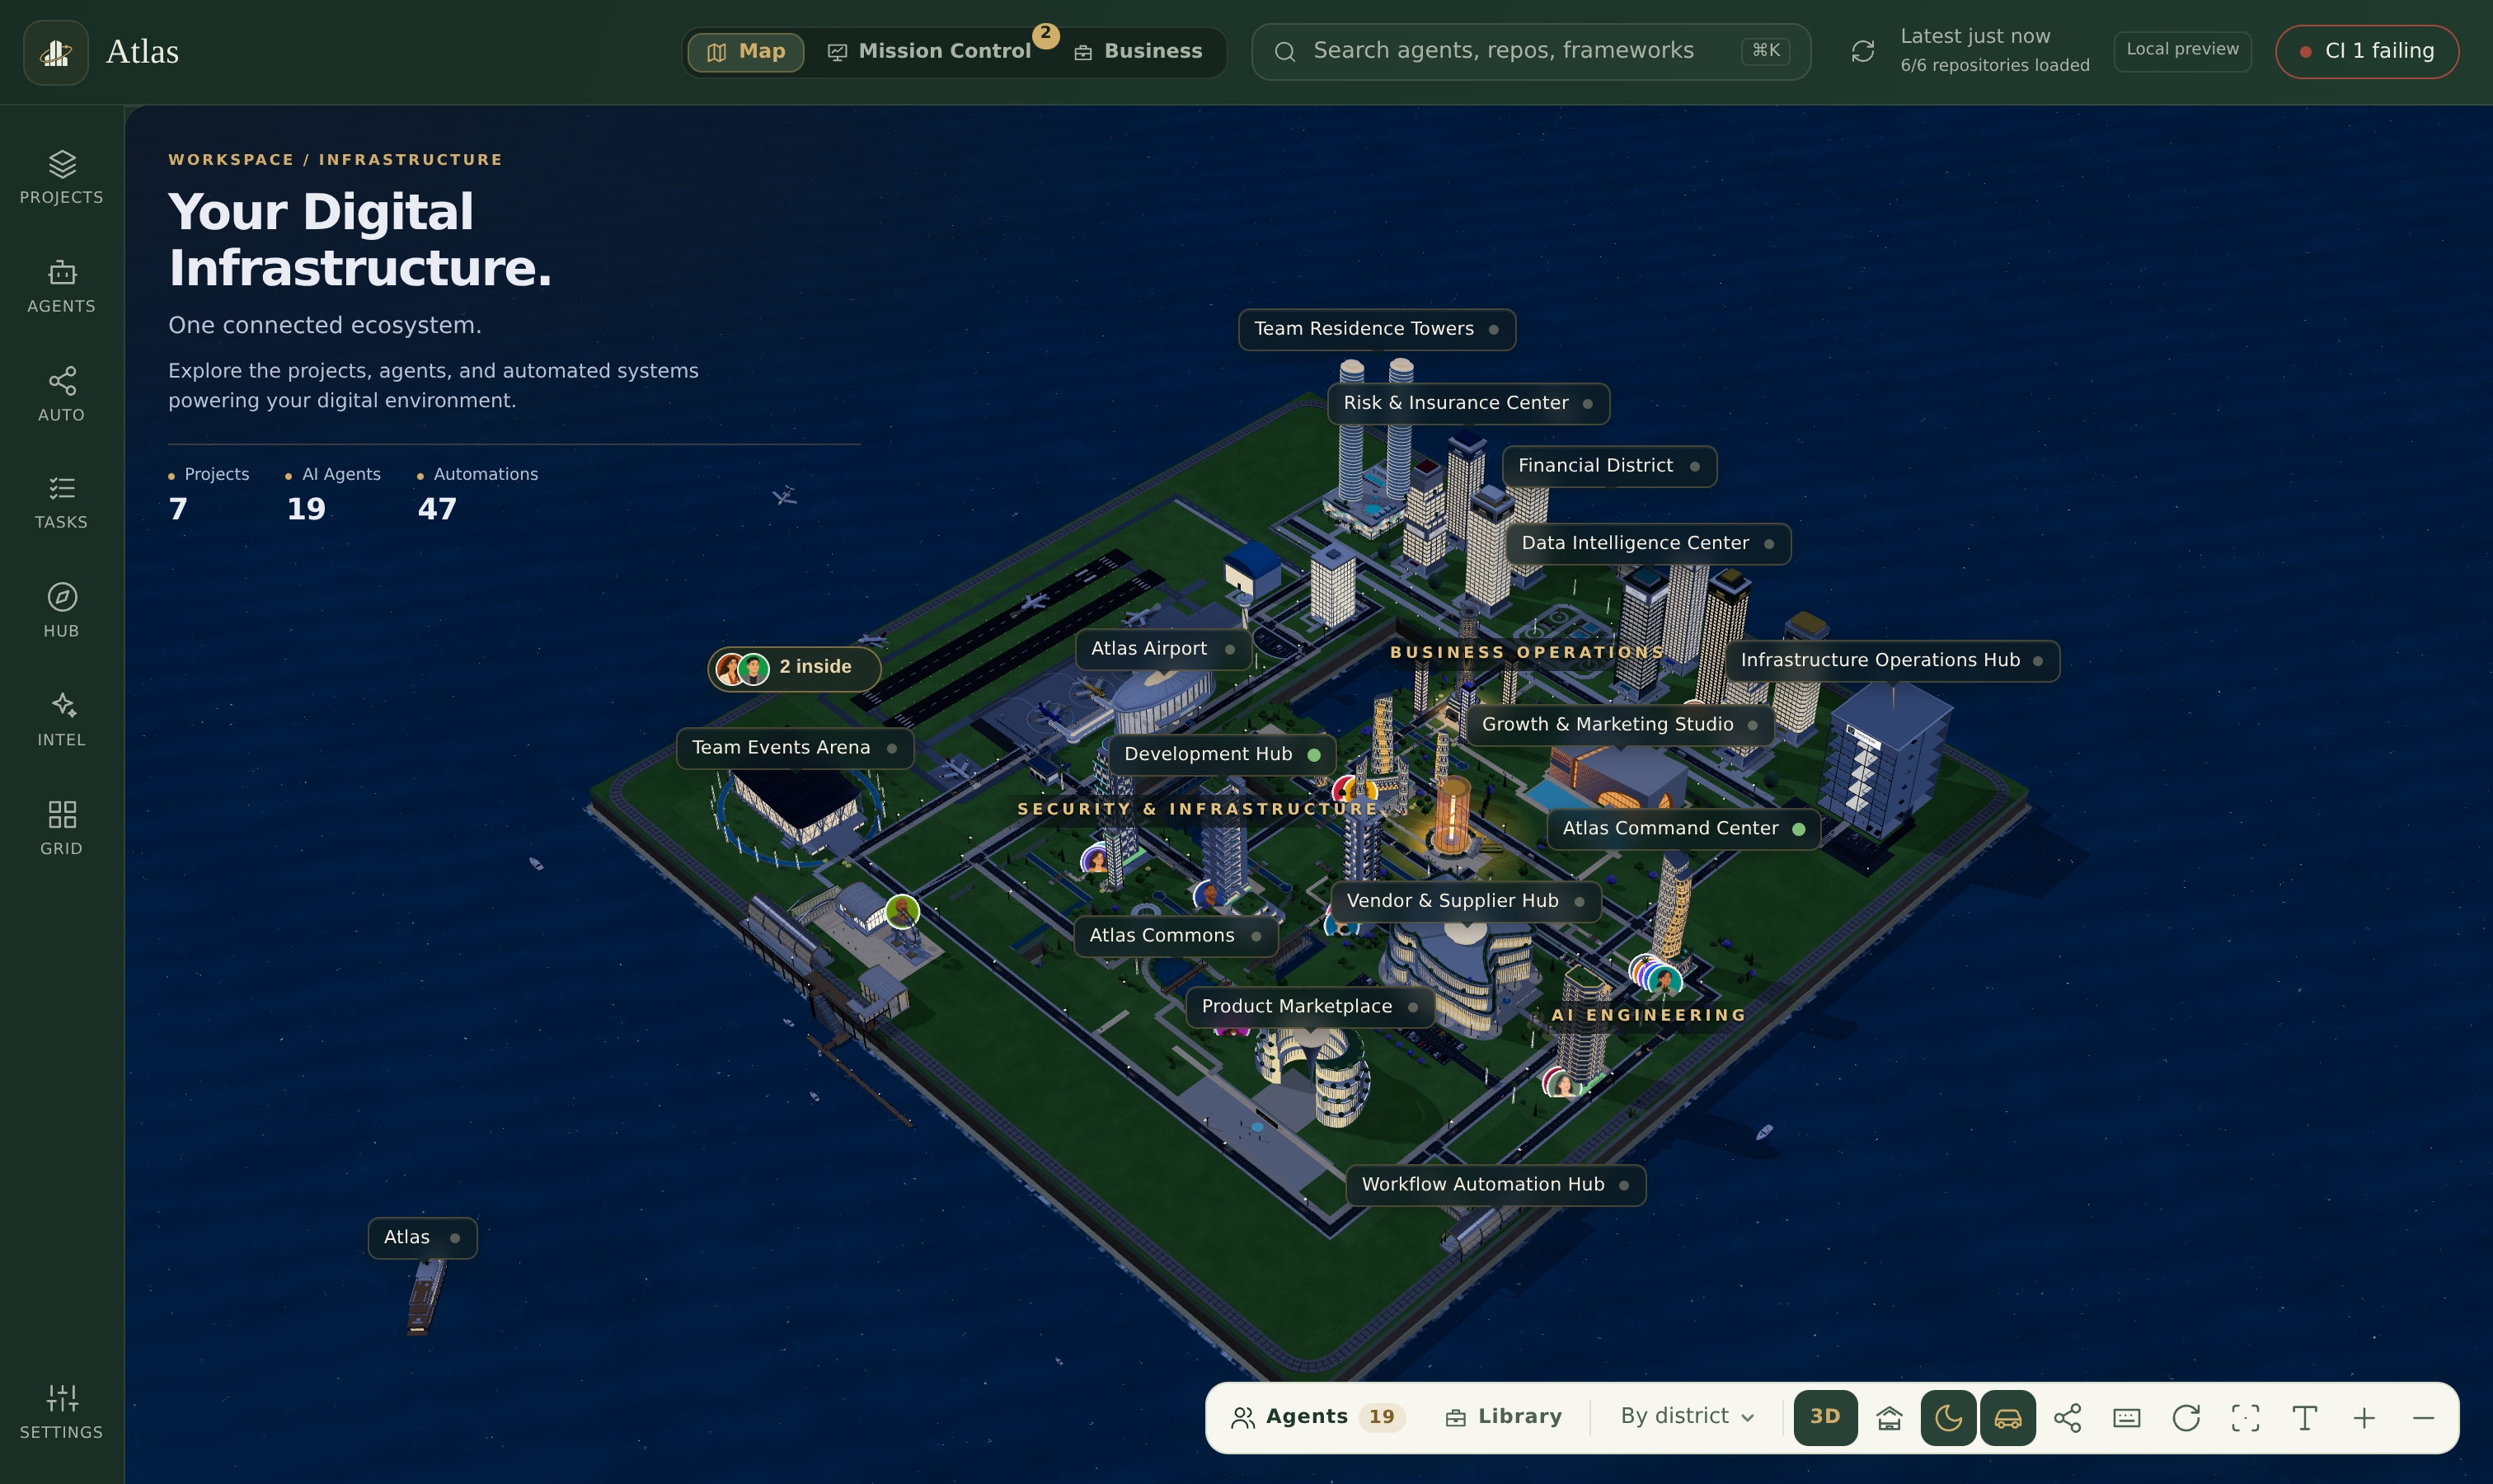 Atlas
Map
Mission Control
2
Business
Search agents, repos, frameworks
⌘K
Latest just now
6/6 repositories loaded
Local preview
CI 1 failing
PROJECTS
AGENTS
AUTO
TASKS
HUB
INTEL
GRID
SETTINGS
WORKSPACE / INFRASTRUCTURE
Your Digital
Infrastructure.
One connected ecosystem.
Explore the projects, agents, and automated systems
powering your digital environment.
Projects
7
AI Agents
19
Automations
47
Team Residence Towers
Risk & Insurance Center
Financial District
Data Intelligence Center
Atlas Airport
BUSINESS OPERATIONS
Infrastructure Operations Hub
2 inside
Growth & Marketing Studio
Team Events Arena
Development Hub
SECURITY & INFRASTRUCTURE
Atlas Command Center
Vendor & Supplier Hub
Atlas Commons
Product Marketplace
AI ENGINEERING
Workflow Automation Hub
Atlas
Agents 19
Library
By district
3D